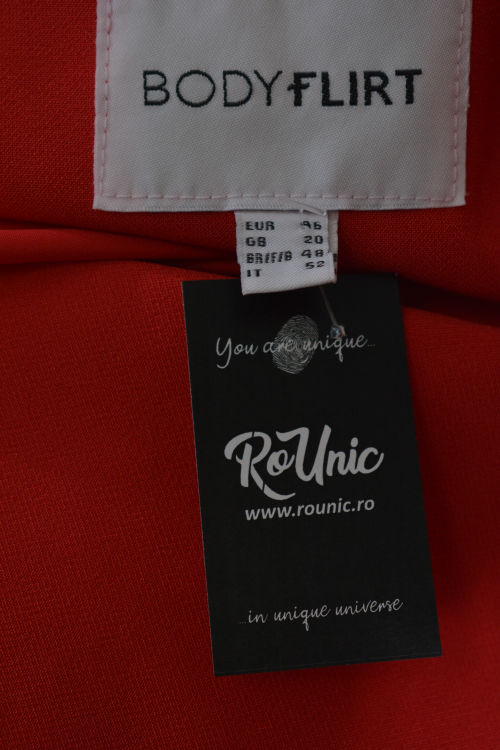 BODYFLIRT
EUR 46
GB 20
BR/F/B 48
IT 52
You are unique...
RoUnic
www.rounic.ro
...in unique universe